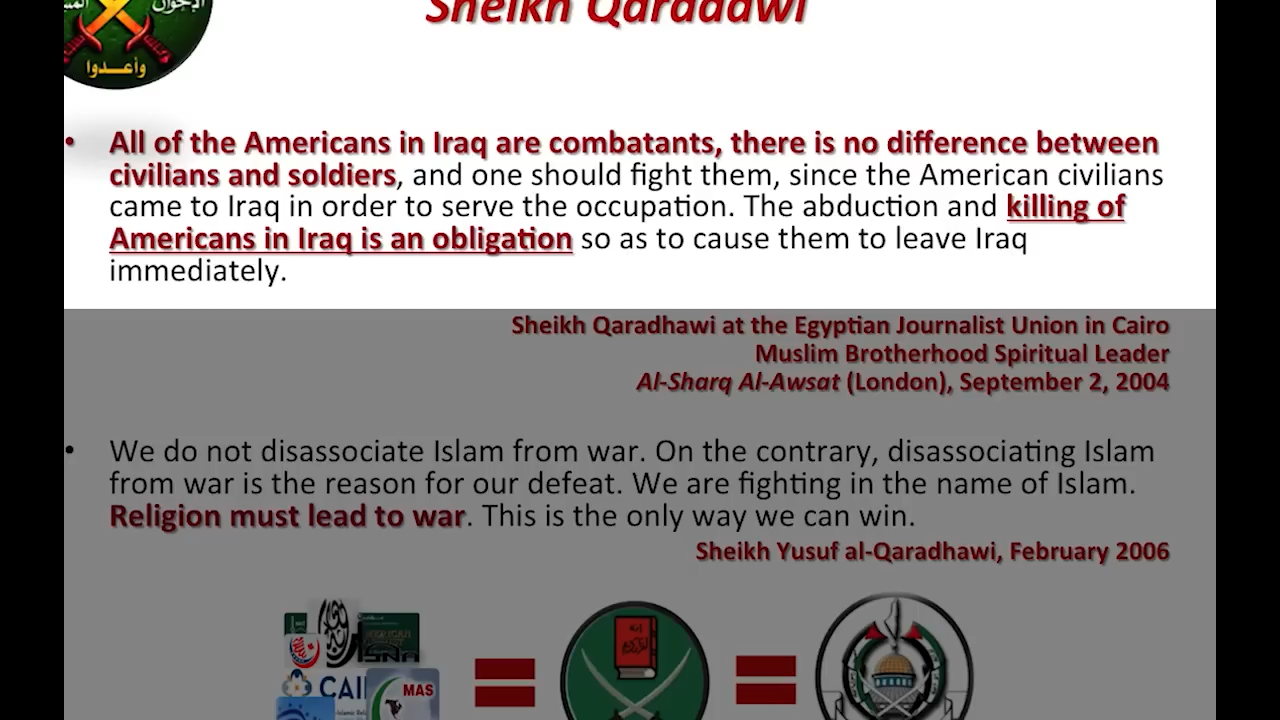 Sheikh Qaradawi
وأعدوا
• All of the Americans in Iraq are combatants, there is no difference between
civilians and soldiers, and one should fight them, since the American civilians
came to Iraq in order to serve the occupation. The abduction and killing of
Americans in Iraq is an obligation so as to cause them to leave Iraq
immediately.
Sheikh Qaradhawi at the Egyptian Journalist Union in Cairo
Muslim Brotherhood Spiritual Leader
Al-Sharq Al-Awsat (London), September 2, 2004
• We do not disassociate Islam from war. On the contrary, disassociating Islam
from war is the reason for our defeat. We are fighting in the name of Islam.
Religion must lead to war. This is the only way we can win.
Sheikh Yusuf al-Qaradhawi, February 2006
MAS